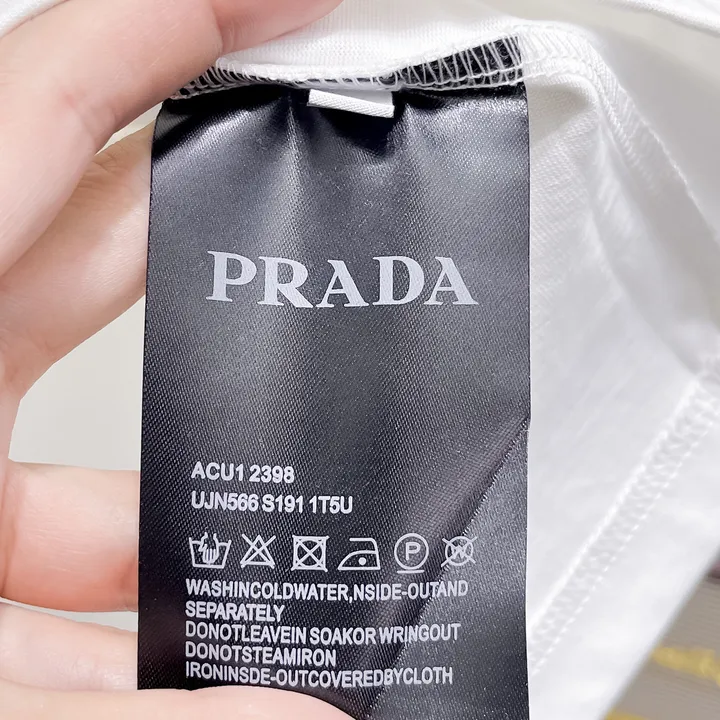 PRADA
ACU1 2398
UJN566 S191 1T5U
P
W
WASHINCOLDWATER,NSIDE-OUTAND
SEPARATELY
DONOTLEAVEIN SOAKOR WRINGOUT
DONOTSTEAMIRON
IRONINSDE-OUTCOVEREDBYCLOTH